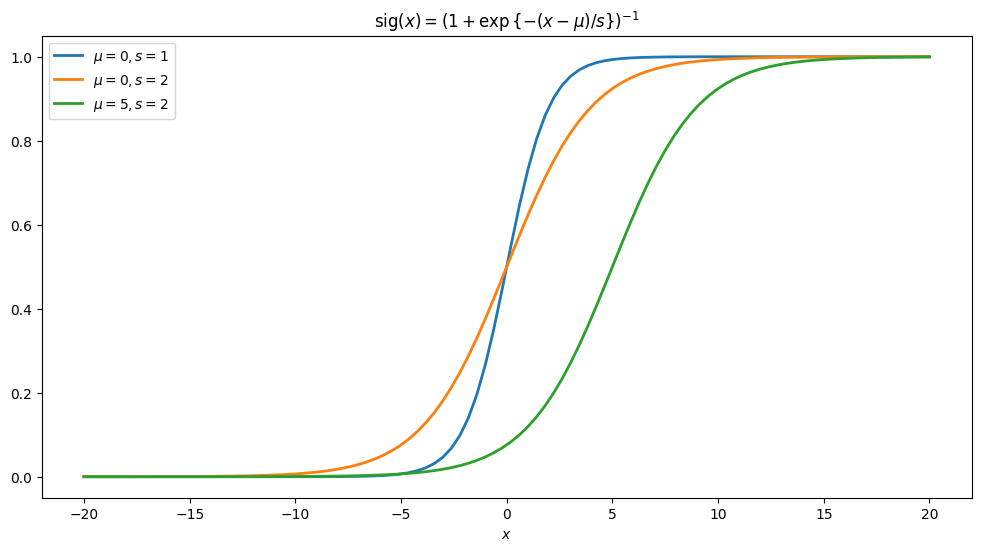 sig(x) = (1 + exp {−(x − μ)/s})⁻¹
μ = 0, s = 1
μ = 0, s = 2
μ = 5, s = 2
1.0
0.8
0.6
0.4
0.2
0.0
−20 −15 −10 −5 0 5 10 15 20
x